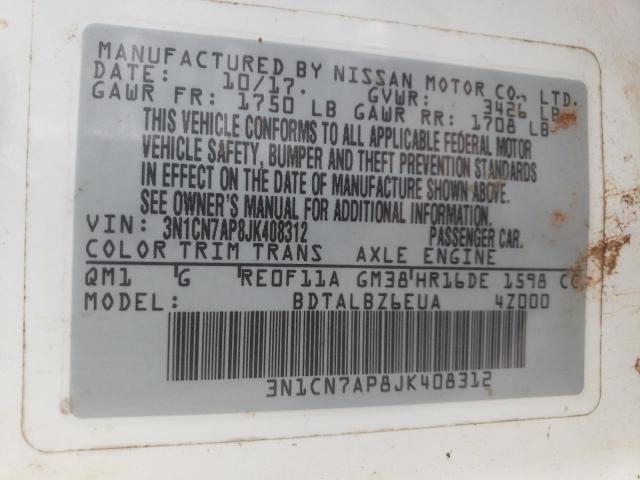 MANUFACTURED BY NISSAN MOTOR CO., LTD.
DATE: 10/17. GVWR: 3426 LB
GAWR FR: 1750 LB GAWR RR: 1708 LB
THIS VEHICLE CONFORMS TO ALL APPLICABLE FEDERAL MOTOR
VEHICLE SAFETY, BUMPER AND THEFT PREVENTION STANDARDS
IN EFFECT ON THE DATE OF MANUFACTURE SHOWN ABOVE.
SEE OWNER'S MANUAL FOR ADDITIONAL INFORMATION.
VIN: 3N1CN7AP8JK408312 PASSENGER CAR.
COLOR TRIM TRANS AXLE ENGINE
QM1 G RE0F11A GM38 HR16DE 1598 CC
MODEL: BDTALBZ6EUA 4Z000
3N1CN7AP8JK408312